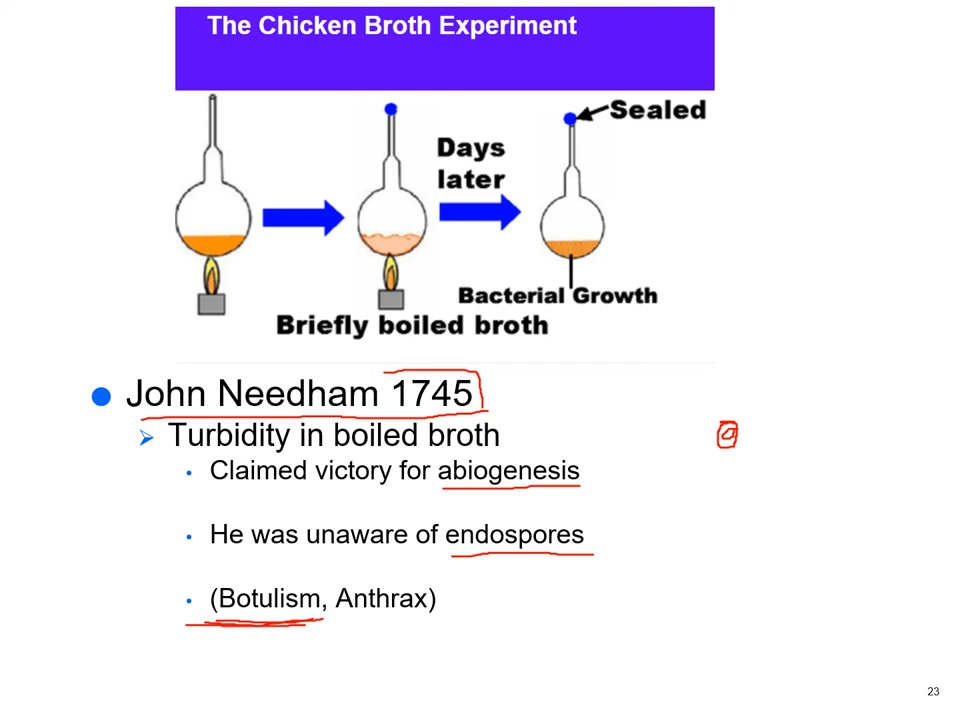 The Chicken Broth Experiment
Sealed
Days
later
Bacterial Growth
Briefly boiled broth
John Needham 1745
Turbidity in boiled broth
Claimed victory for abiogenesis
He was unaware of endospores
(Botulism, Anthrax)
23